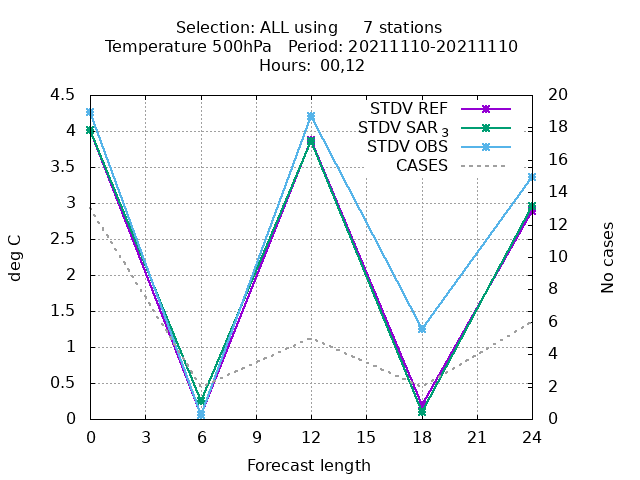 Selection: ALL using     7 stations
Temperature 500hPa   Period: 20211110-20211110
Hours: 00,12
STDV REF
STDV SAR 3
STDV OBS
CASES
deg C
No cases
4.5
4
3.5
3
2.5
2
1.5
1
0.5
0
20
18
16
14
12
10
8
6
4
2
0
0 3 6 9 12 15 18 21 24
Forecast length